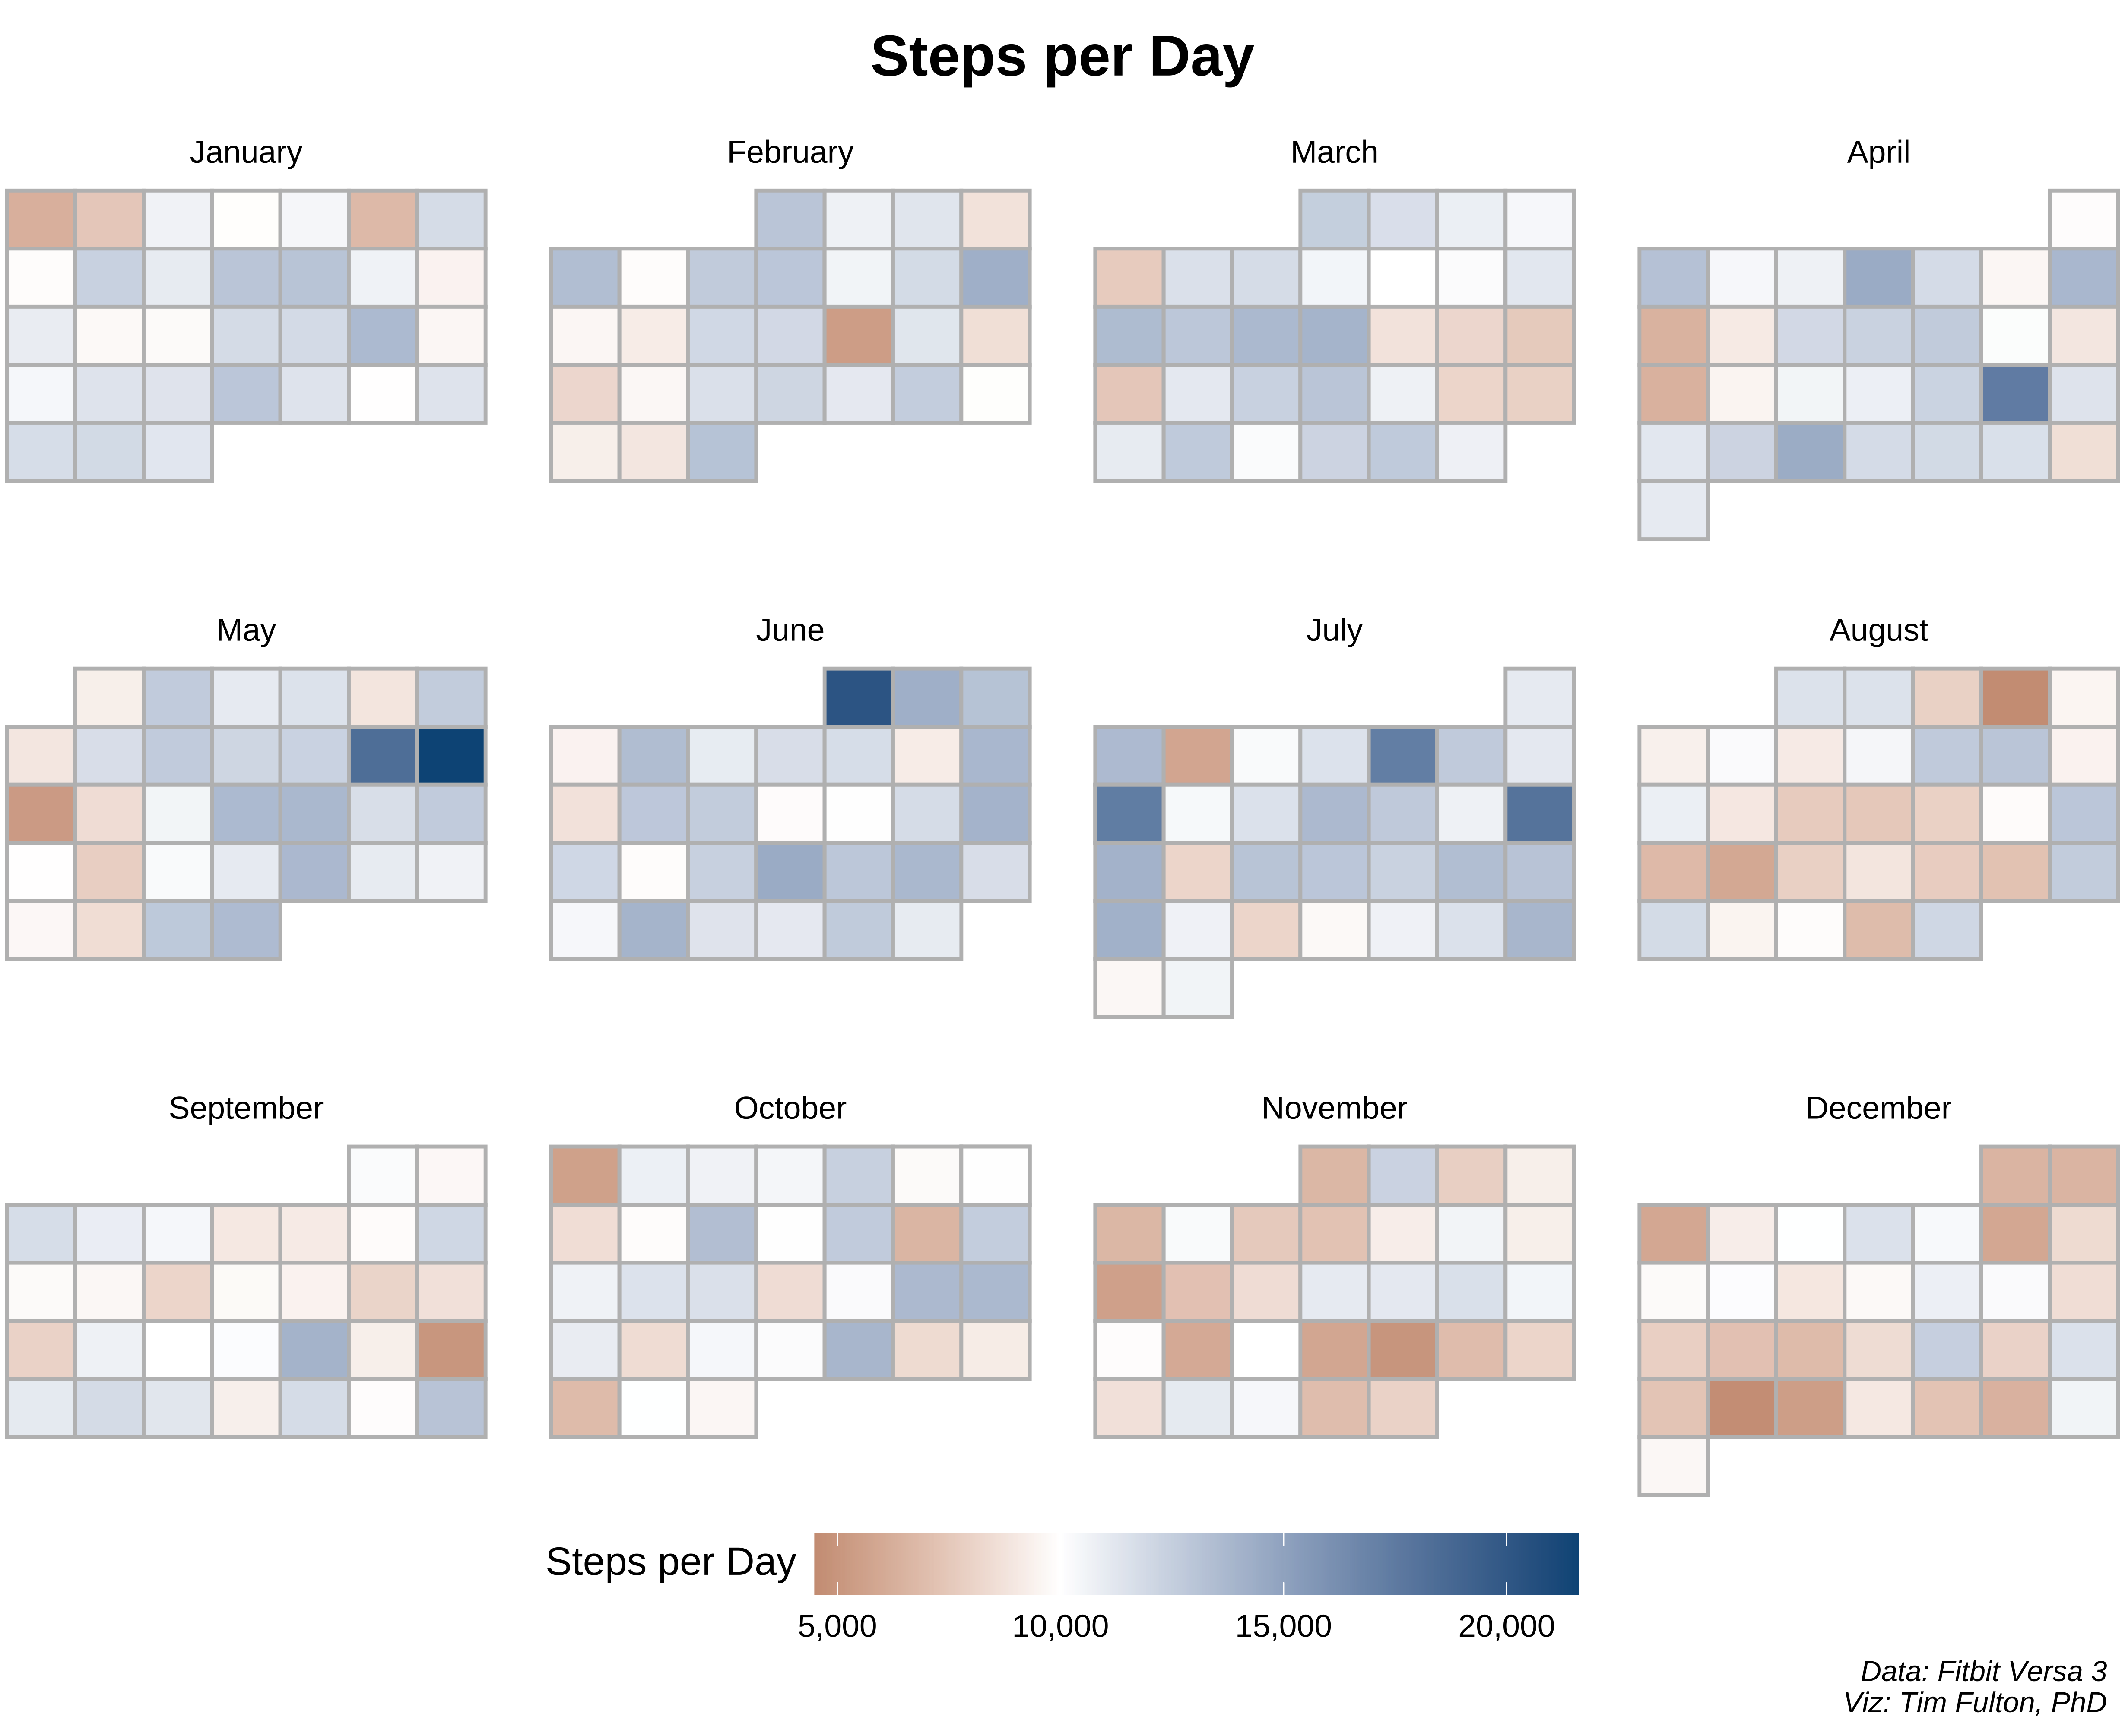 Steps per Day
January
February
March
April
May
June
July
August
September
October
November
December
Steps per Day
5,000
10,000
15,000
20,000
Data: Fitbit Versa 3
Viz: Tim Fulton, PhD